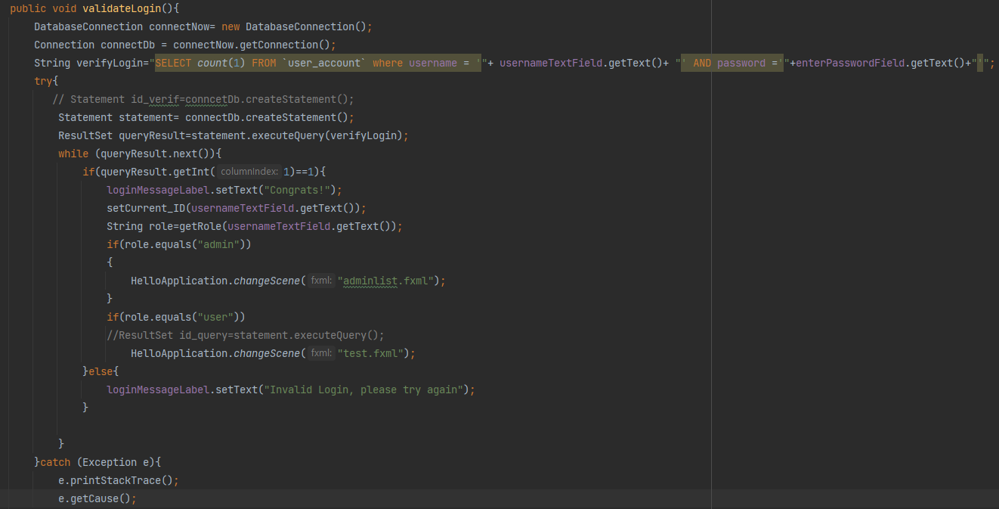 public void validateLogin(){
DatabaseConnection connectNow= new DatabaseConnection();
Connection connectDb = connectNow.getConnection();
String verifyLogin="SELECT count(1) FROM `user_account` where username = '"+ usernameTextField.getText()+ "' AND password ='"+enterPasswordField.getText()+"'";
try{
// Statement id_verif=conncetDb.createStatement();
Statement statement= connectDb.createStatement();
ResultSet queryResult=statement.executeQuery(verifyLogin);
while (queryResult.next()){
if(queryResult.getInt( columnIndex: 1)==1){
loginMessageLabel.setText("Congrats!");
setCurrent_ID(usernameTextField.getText());
String role=getRole(usernameTextField.getText());
if(role.equals("admin"))
{
HelloApplication.changeScene( fxml: "adminlist.fxml");
}
if(role.equals("user"))
//ResultSet id_query=statement.executeQuery();
HelloApplication.changeScene( fxml: "test.fxml");
}else{
loginMessageLabel.setText("Invalid Login, please try again");
}
}
}catch (Exception e){
e.printStackTrace();
e.getCause();